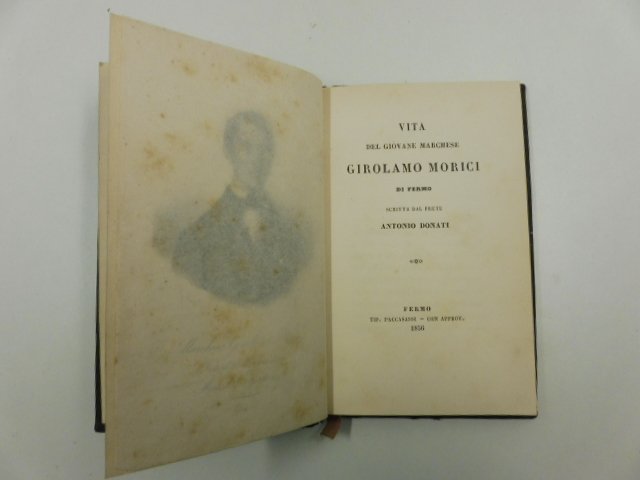 VITA
DEL GIOVANE MARCHESE
GIROLAMO MORICI
DI FERMO
SCRITTA DAL PRETE
ANTONIO DONATI
FERMO
TIP. PACCASASSI - CON APPROV.
1856